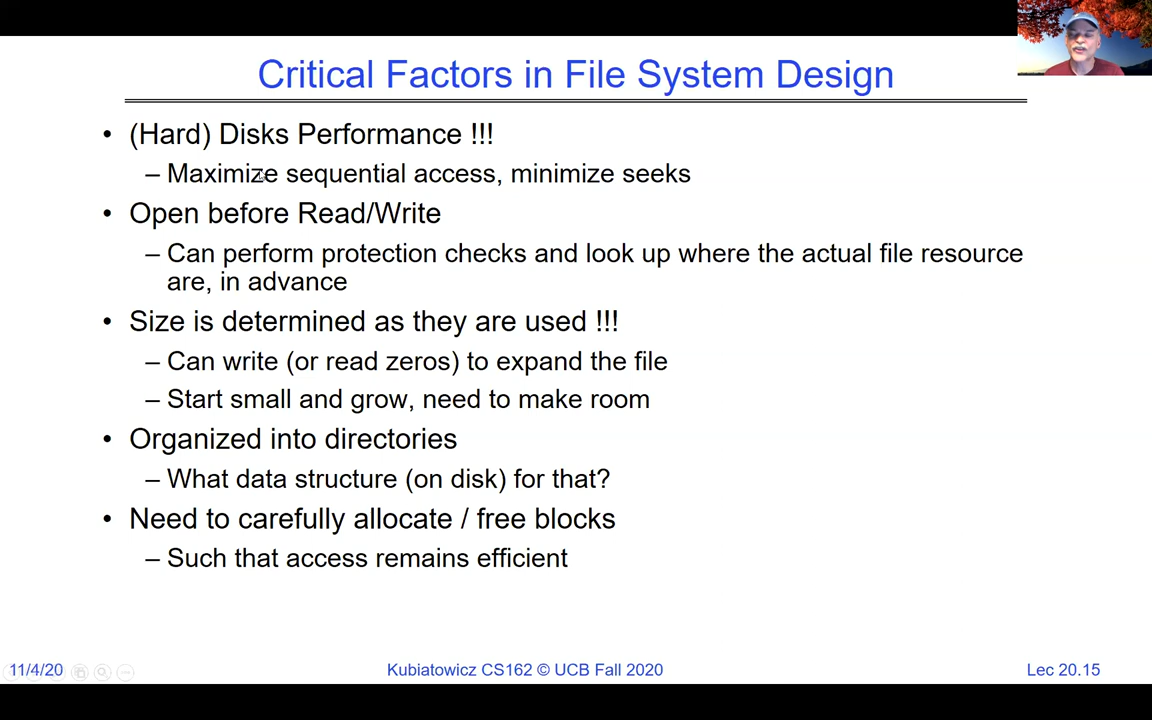 Critical Factors in File System Design
• (Hard) Disks Performance !!!
– Maximize sequential access, minimize seeks
• Open before Read/Write
– Can perform protection checks and look up where the actual file resource
are, in advance
• Size is determined as they are used !!!
– Can write (or read zeros) to expand the file
– Start small and grow, need to make room
• Organized into directories
– What data structure (on disk) for that?
• Need to carefully allocate / free blocks
– Such that access remains efficient
11/4/20
Kubiatowicz CS162 © UCB Fall 2020
Lec 20.15